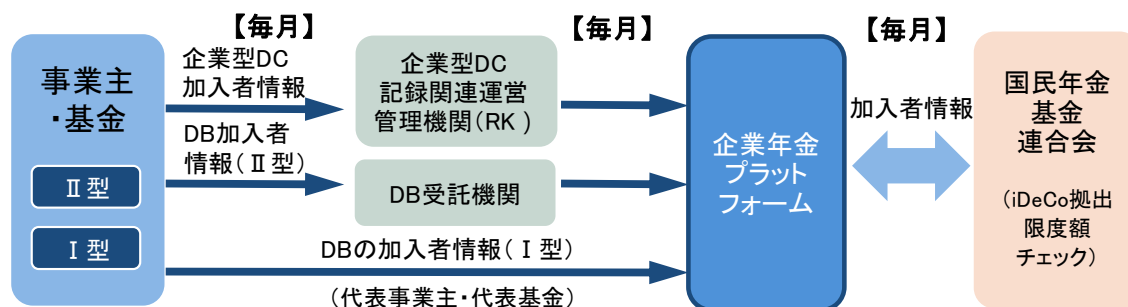 【毎月】
【毎月】
【毎月】
事業主
・基金
Ⅱ型
Ⅰ型
企業型DC
加入者情報
DB加入者
情報(Ⅱ型)
企業型DC
記録関連運営
管理機関(RK )
DB受託機関
DBの加入者情報(Ⅰ型)
(代表事業主・代表基金)
企業年金
プラット
フォーム
加入者情報
国民年金
基金
連合会
(iDeCo拠出
限度額
チェック)